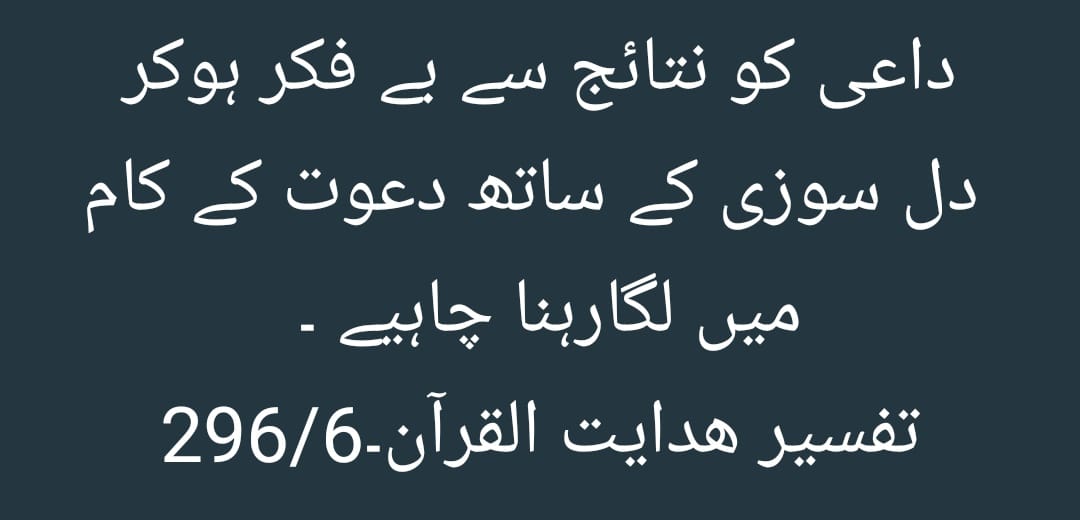 داعی کو نتائج سے بے فکر ہوکر
دل سوزی کے ساتھ دعوت کے کام
میں لگارہنا چاہیے ۔
تفسیر ھدایت القرآن۔296/6